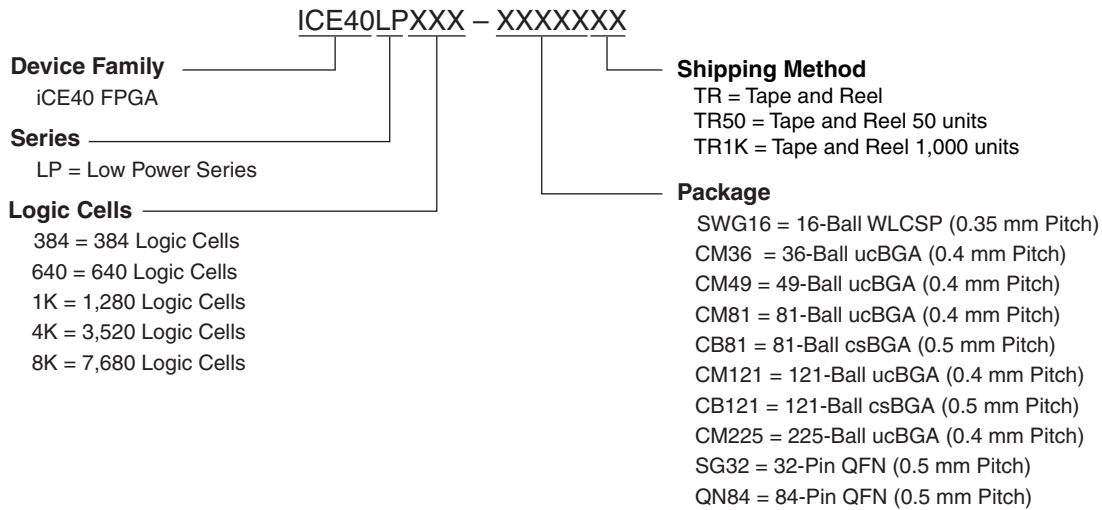 ICE40LPXXX – XXXXXXX
Device Family
iCE40 FPGA
Series
LP = Low Power Series
Logic Cells
384 = 384 Logic Cells
640 = 640 Logic Cells
1K = 1,280 Logic Cells
4K = 3,520 Logic Cells
8K = 7,680 Logic Cells
Shipping Method
TR = Tape and Reel
TR50 = Tape and Reel 50 units
TR1K = Tape and Reel 1,000 units
Package
SWG16 = 16-Ball WLCSP (0.35 mm Pitch)
CM36 = 36-Ball ucBGA (0.4 mm Pitch)
CM49 = 49-Ball ucBGA (0.4 mm Pitch)
CM81 = 81-Ball ucBGA (0.4 mm Pitch)
CB81 = 81-Ball csBGA (0.5 mm Pitch)
CM121 = 121-Ball ucBGA (0.4 mm Pitch)
CB121 = 121-Ball csBGA (0.5 mm Pitch)
CM225 = 225-Ball ucBGA (0.4 mm Pitch)
SG32 = 32-Pin QFN (0.5 mm Pitch)
QN84 = 84-Pin QFN (0.5 mm Pitch)